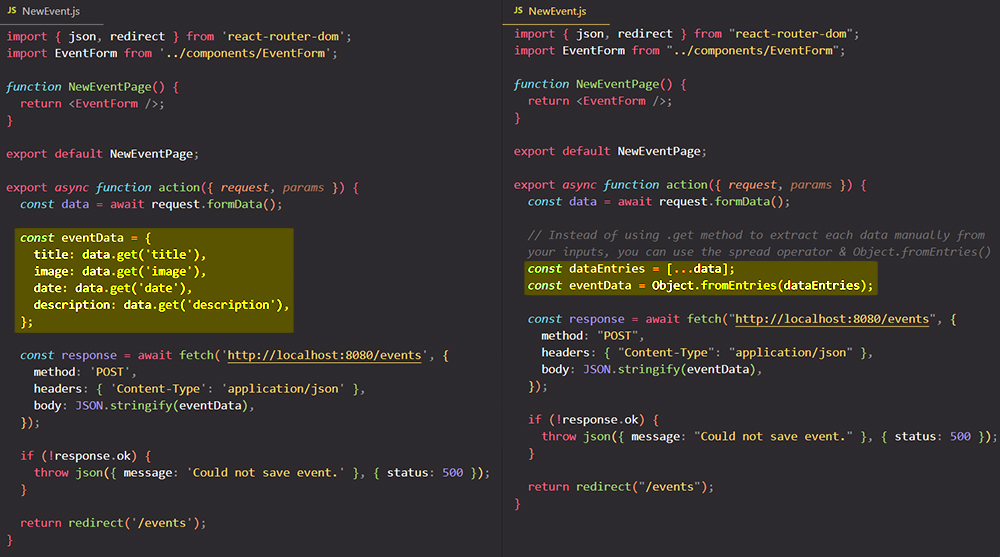 JS NewEvent.js
import { json, redirect } from 'react-router-dom';
import EventForm from '../components/EventForm';
function NewEventPage() {
return <EventForm />;
}
export default NewEventPage;
export async function action({ request, params }) {
const data = await request.formData();
const eventData = {
title: data.get('title'),
image: data.get('image'),
date: data.get('date'),
description: data.get('description'),
};
const response = await fetch('http://localhost:8080/events', {
method: 'POST',
headers: { 'Content-Type': 'application/json' },
body: JSON.stringify(eventData),
});
if (!response.ok) {
throw json({ message: 'Could not save event.' }, { status: 500 });
}
return redirect('/events');
}
JS NewEvent.js
import { json, redirect } from "react-router-dom";
import EventForm from "../components/EventForm";
function NewEventPage() {
return <EventForm />;
}
export default NewEventPage;
export async function action({ request, params }) {
const data = await request.formData();
// Instead of using .get method to extract each data manually from
your inputs, you can use the spread operator & Object.fromEntries()
const dataEntries = [...data];
const eventData = Object.fromEntries(dataEntries);
const response = await fetch("http://localhost:8080/events", {
method: "POST",
headers: { "Content-Type": "application/json" },
body: JSON.stringify(eventData),
});
if (!response.ok) {
throw json({ message: "Could not save event." }, { status: 500 });
}
return redirect("/events");
}